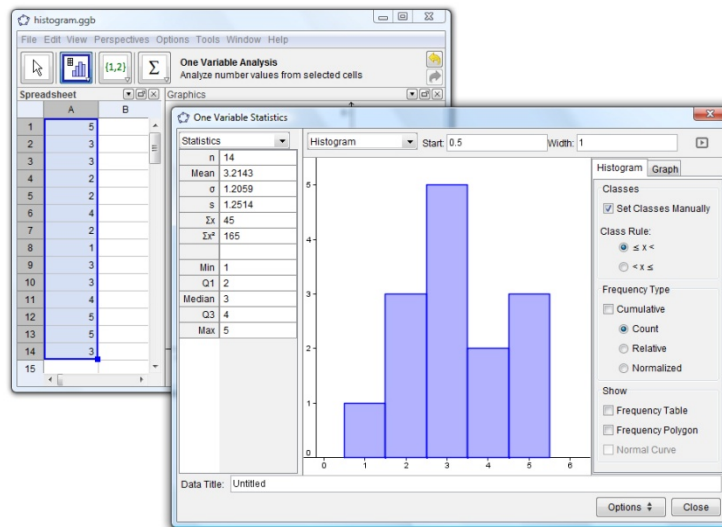 histogram.ggb
File Edit View Perspectives Options Tools Window Help
{1,2} Σ
One Variable Analysis
Analyze number values from selected cells
Spreadsheet
Graphics
A B
1 5
2 3
3 3
4 2
5 2
6 4
7 2
8 1
9 3
10 3
11 4
12 5
13 5
14 3
15
One Variable Statistics
Statistics
n 14
Mean 3.2143
σ 1.2059
s 1.2514
Σx 45
Σx² 165
Min 1
Q1 2
Median 3
Q3 4
Max 5
Histogram Start: 0.5 Width: 1
5
4
3
2
1
0
0 1 2 3 4 5 6
Histogram Graph
Classes
Set Classes Manually
Class Rule:
≤ x <
< x ≤
Frequency Type
Cumulative
Count
Relative
Normalized
Show
Frequency Table
Frequency Polygon
Normal Curve
Data Title: Untitled
Options Close